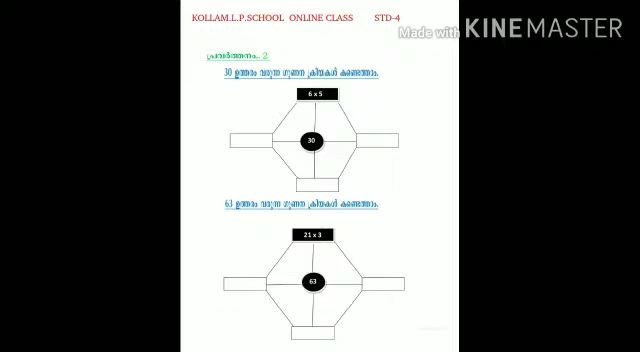 KOLLAM.L.P.SCHOOL ONLINE CLASS STD-4
Made with KINEMASTER
പ്രവർത്തനം.. 2
30 ഉത്തരം വരുന്ന ഗുണന ക്രിയകൾ കണ്ടെത്താം.
6 x 5
30
63 ഉത്തരം വരുന്ന ഗുണന ക്രിയകൾ കണ്ടെത്താം.
21 x 3
63